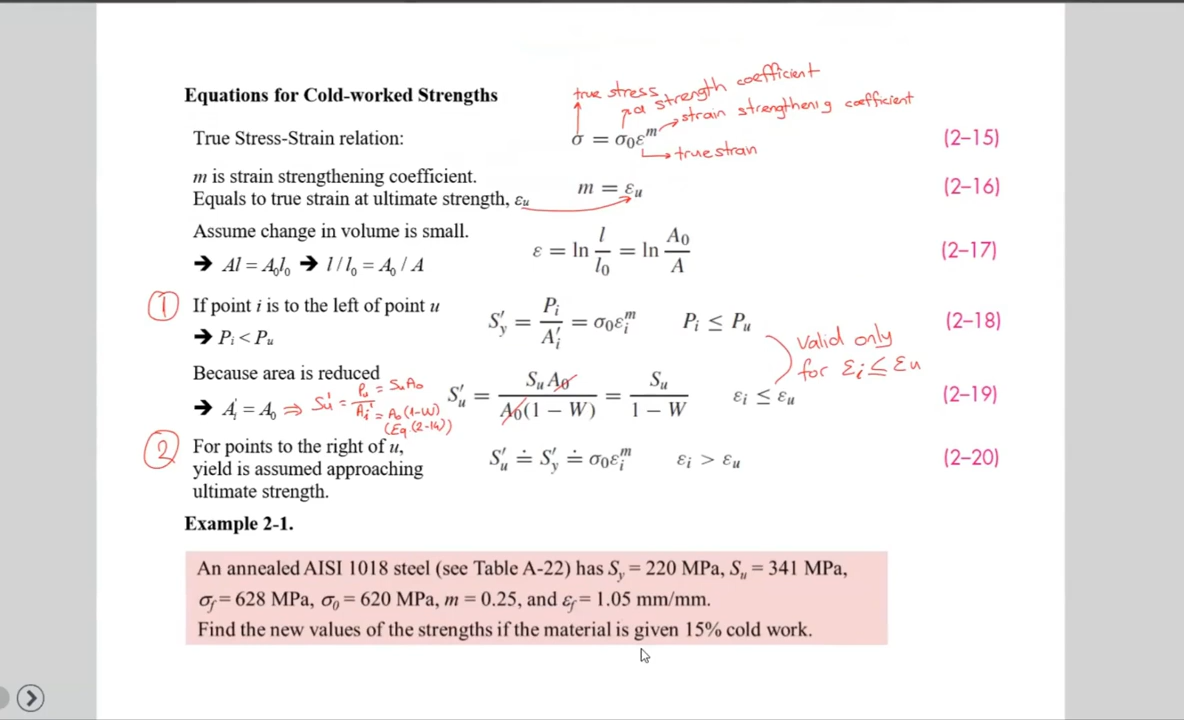 Equations for Cold-worked Strengths
true stress
strength coefficient
strain strengthening coefficient
True Stress-Strain relation:
σ = σ₀εᵐ
(2–15)
true stran
m is strain strengthening coefficient.
Equals to true strain at ultimate strength, εᵤ
m = εᵤ
(2–16)
Assume change in volume is small.
➔ Al = A₀l₀ ➔ l / l₀ = A₀ / A
ε = ln l/l₀ = ln A₀/A
(2–17)
① If point i is to the left of point u
➔ Pᵢ < Pᵤ
S′y = Pᵢ/A′ᵢ = σ₀εᵢᵐ Pᵢ ≤ Pᵤ
(2–18)
valid only
for εᵢ ≤ εu
Because area is reduced
➔ A′ᵢ = A₀ ⇒ Su′ = Pu/Aᵢ′ = SuA₀
= A₀(1-W)
(Eq.(2-14))
S′ᵤ = SᵤA₀/A₀(1 – W) = Sᵤ/1 – W εᵢ ≤ εᵤ
(2–19)
② For points to the right of u,
yield is assumed approaching
ultimate strength.
S′ᵤ ≐ S′y ≐ σ₀εᵢᵐ εᵢ > εᵤ
(2–20)
Example 2-1.
An annealed AISI 1018 steel (see Table A-22) has Sy = 220 MPa, Su = 341 MPa,
σf = 628 MPa, σ₀ = 620 MPa, m = 0.25, and εf = 1.05 mm/mm.
Find the new values of the strengths if the material is given 15% cold work.